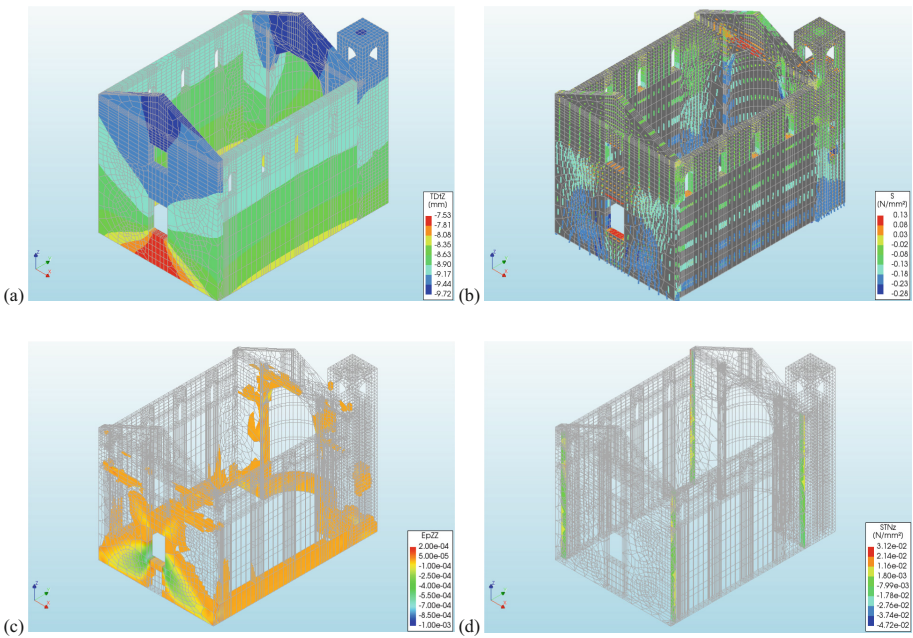 TDtZ
(mm)
-7.53
-7.81
-8.08
-8.35
-8.63
-8.90
-9.17
-9.44
-9.72
(a)
S
(N/mm²)
0.13
0.08
0.03
-0.02
-0.08
-0.13
-0.18
-0.23
-0.28
(b)
EpZZ
2.00e-04
5.00e-05
-1.00e-04
-2.50e-04
-4.00e-04
-5.50e-04
-7.00e-04
-8.50e-04
-1.00e-03
(c)
STNz
(N/mm²)
3.12e-02
2.14e-02
1.16e-02
1.80e-03
-7.99e-03
-1.78e-02
-2.76e-02
-3.74e-02
-4.72e-02
(d)